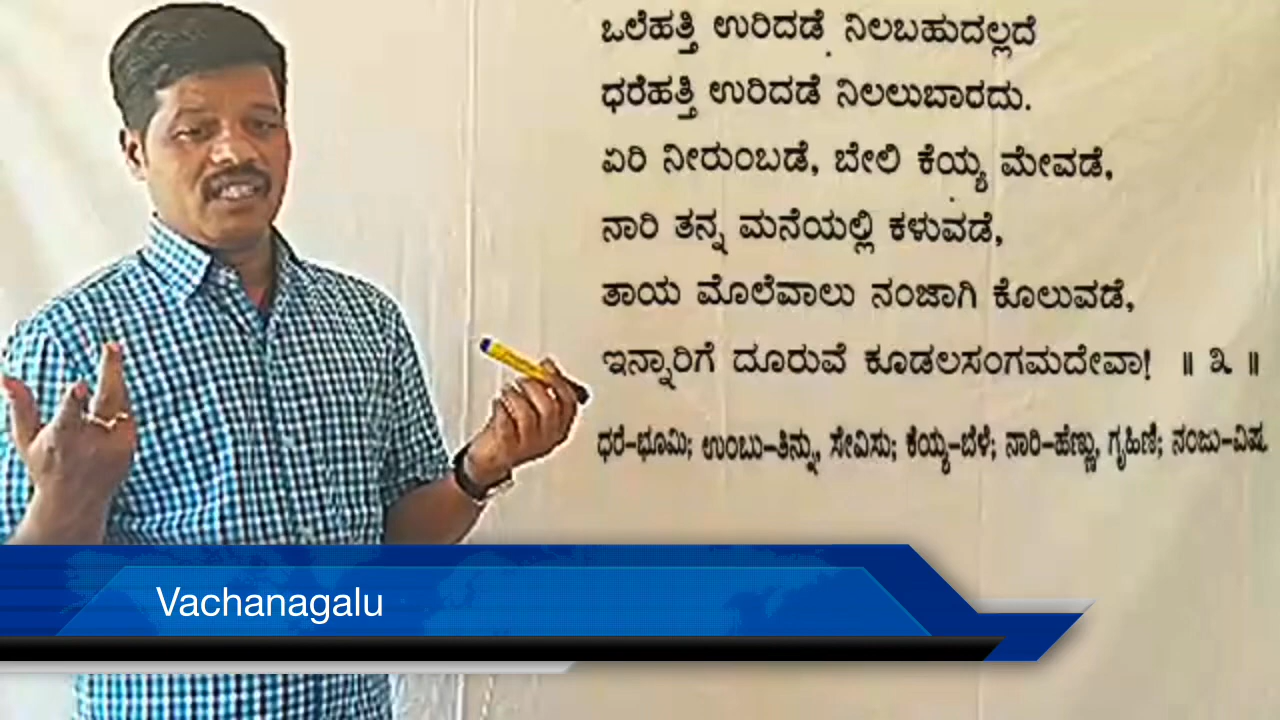 ಒಲೆಹತ್ತಿ ಉರಿದಡೆ ನಿಲಬಹುದಲ್ಲದೆ
ಧರೆಹತ್ತಿ ಉರಿದಡೆ ನಿಲಲುಬಾರದು.
ಏರಿ ನೀರುಂಬಡೆ, ಬೇಲಿ ಕೆಯ್ಯ ಮೇವಡೆ,
ನಾರಿ ತನ್ನ ಮನೆಯಲ್ಲಿ ಕಳುವಡೆ,
ತಾಯ ಮೊಲೆವಾಲು ನಂಜಾಗಿ ಕೊಲುವಡೆ,
ಇನ್ನಾರಿಗೆ ದೂರುವೆ ಕೂಡಲಸಂಗಮದೇವಾ! ॥ ೩ ॥
ಧರೆ-ಭೂಮಿ; ಉಂಬು-ತಿನ್ನು, ಸೇವಿಸು; ಕೆಯ್ಯ-ಬೆಳೆ; ನಾರಿ-ಹೆಣ್ಣು, ಗೃಹಿಣಿ; ನಂಜು-ವಿಷ.
Vachanagalu